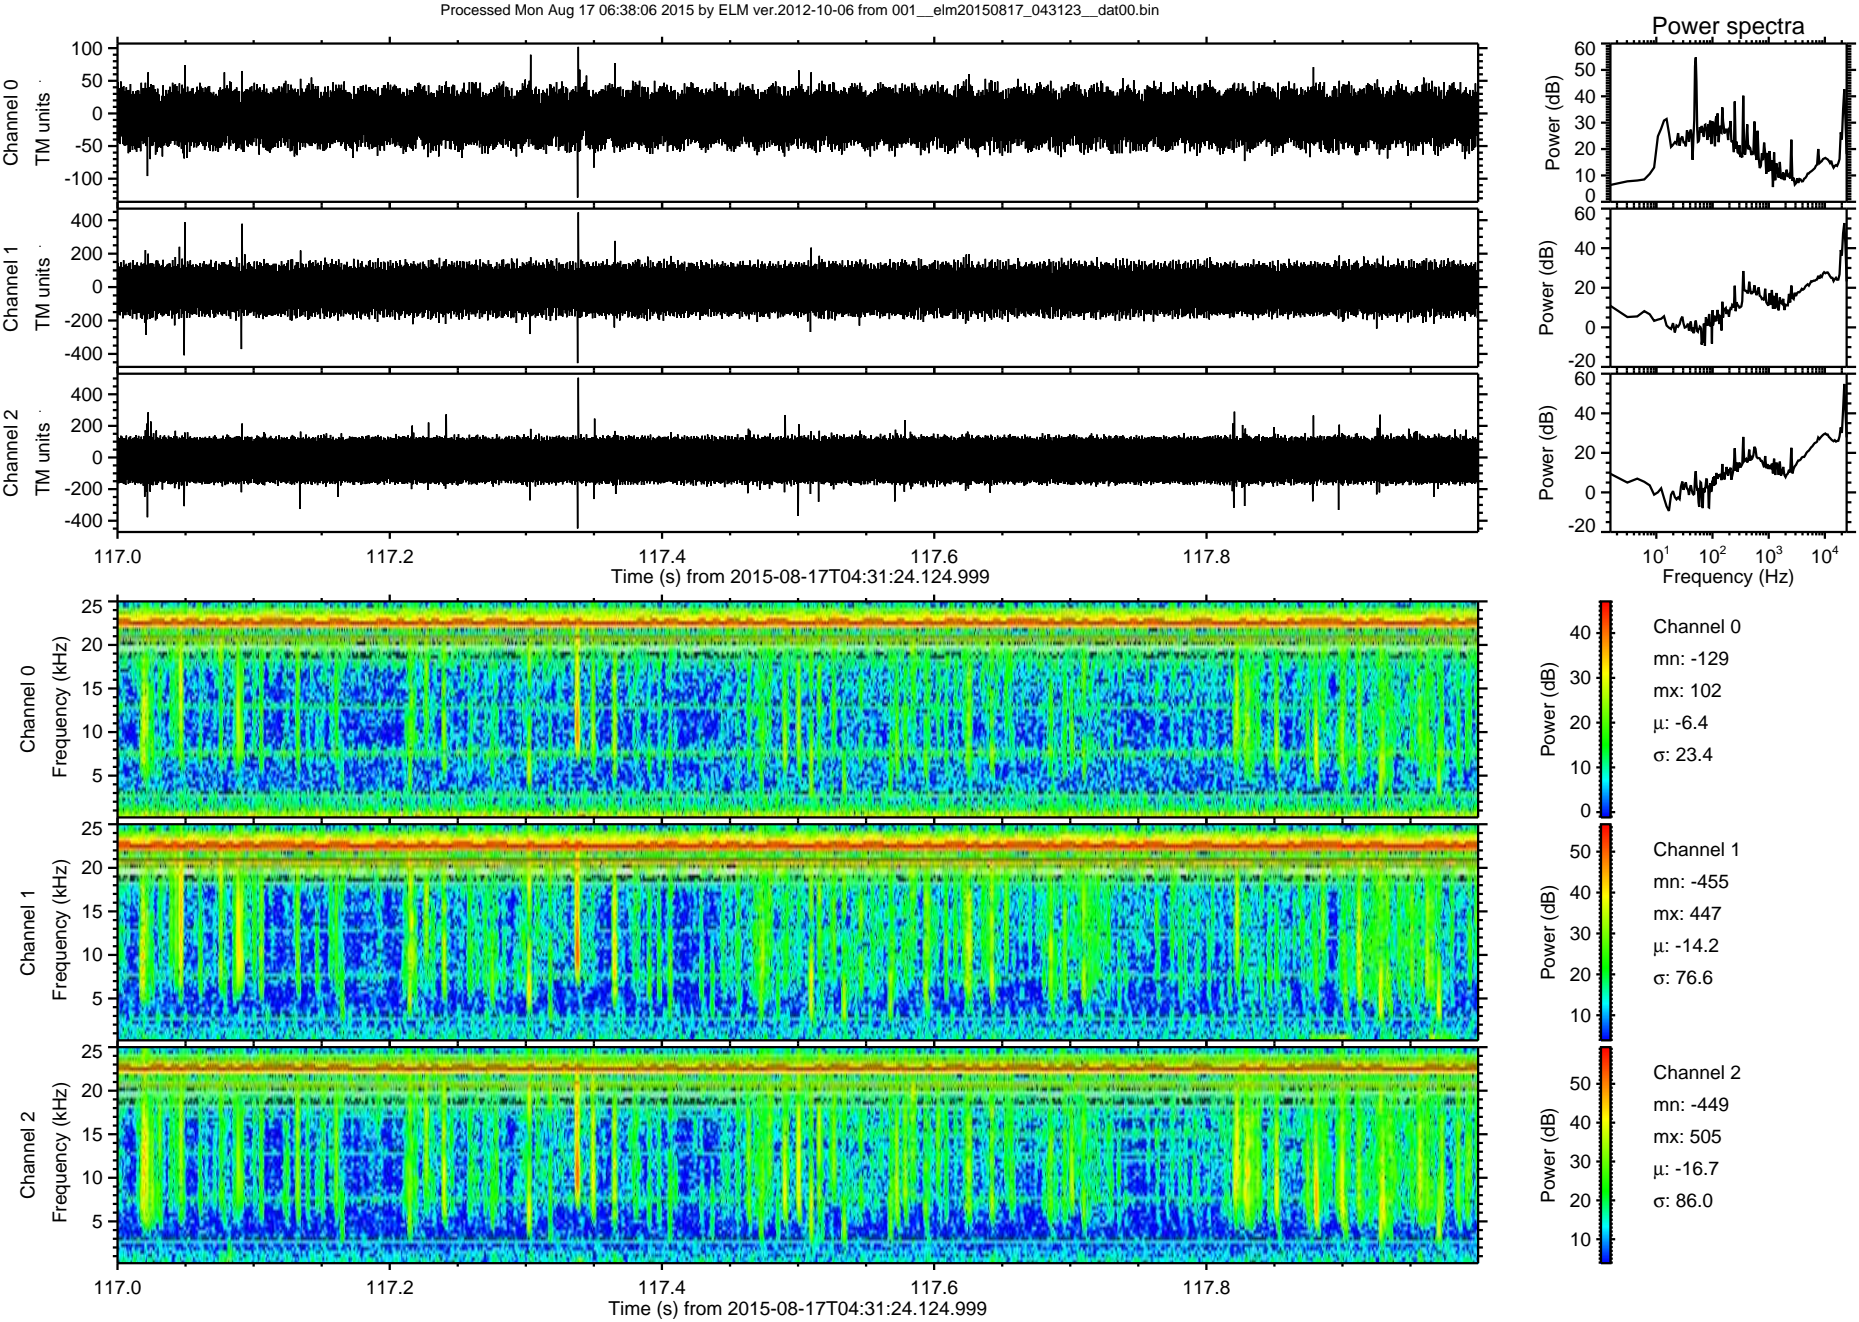 Processed Mon Aug 17 06:38:06 2015 by ELM ver.2012-10-06 from 001__elm20150817_043123__dat00.bin
Power spectra
Channel 0
TM units
100
50
0
-50
-100
Power (dB)
60
50
40
30
20
10
0
Channel 1
TM units
400
200
0
-200
-400
Power (dB)
60
40
20
0
-20
Channel 2
TM units
400
200
0
-200
-400
Power (dB)
60
40
20
0
-20
117.0 117.2 117.4 117.6 117.8
Time (s) from 2015-08-17T04:31:24.124.999
10^1 10^2 10^3 10^4
Frequency (Hz)
Channel 0
Frequency (kHz)
25
20
15
10
5
Power (dB)
40
30
20
10
0
Channel 0
mn: -129
mx: 102
μ: -6.4
σ: 23.4
Channel 1
Frequency (kHz)
25
20
15
10
5
Power (dB)
50
40
30
20
10
Channel 1
mn: -455
mx: 447
μ: -14.2
σ: 76.6
Channel 2
Frequency (kHz)
25
20
15
10
5
Power (dB)
50
40
30
20
10
Channel 2
mn: -449
mx: 505
μ: -16.7
σ: 86.0
117.0 117.2 117.4 117.6 117.8
Time (s) from 2015-08-17T04:31:24.124.999